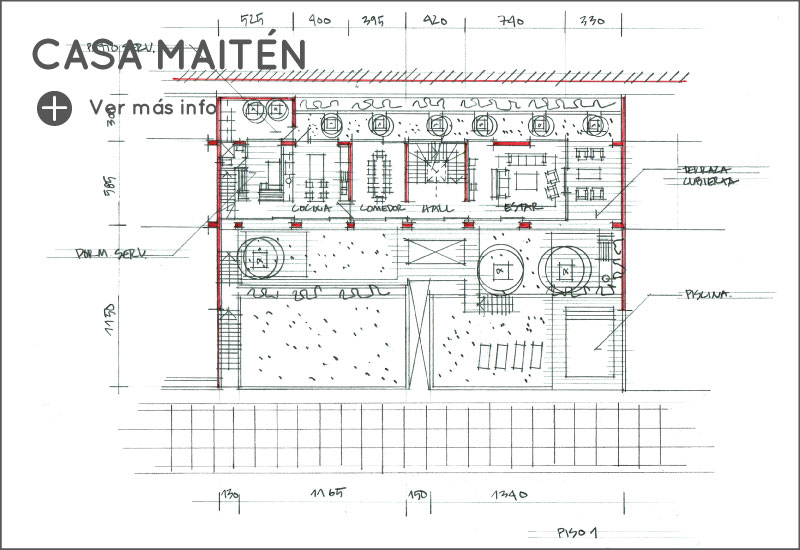 525 400 395 420 740 330
PATIO SERV.
CASA MAITÉN
+ Ver más info
300
585
TERRAZA
CUBIERTA
COCINA COMEDOR HALL ESTAR
DORM SERV.
PISCINA.
1150
130 1165 150 1340
PISO 1